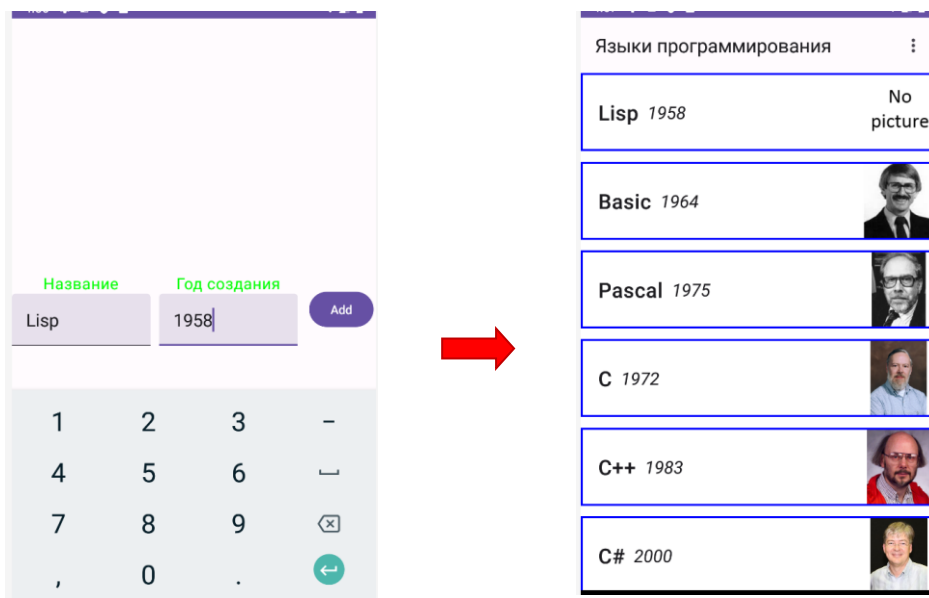 Название Год создания
Lisp 1958 Add
1 2 3 –
4 5 6
7 8 9
, 0 .
Языки программирования
Lisp 1958 No picture
Basic 1964
Pascal 1975
C 1972
C++ 1983
C# 2000